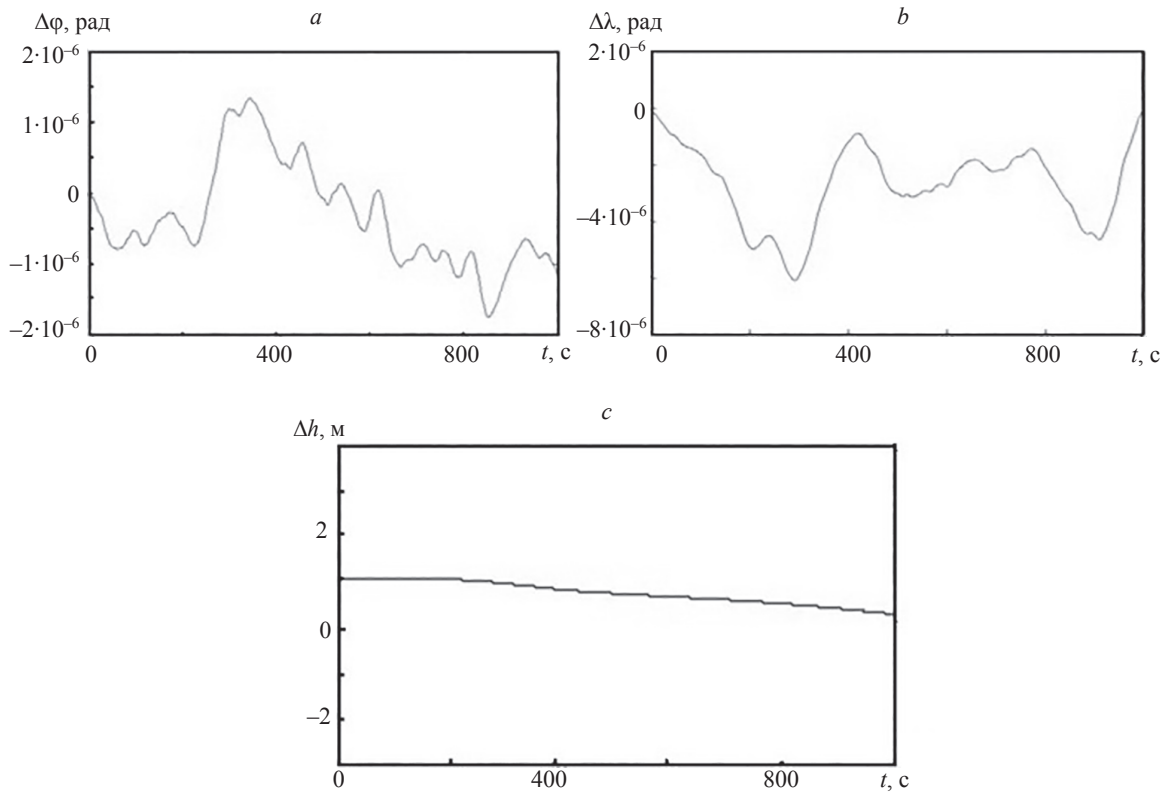 a
Δφ, рад
2·10⁻⁶
1·10⁻⁶
0
−1·10⁻⁶
−2·10⁻⁶
0 400 800 t, с
b
Δλ, рад
2·10⁻⁶
0
−4·10⁻⁶
−8·10⁻⁶
0 400 800 t, с
c
Δh, м
2
0
−2
0 400 800 t, с